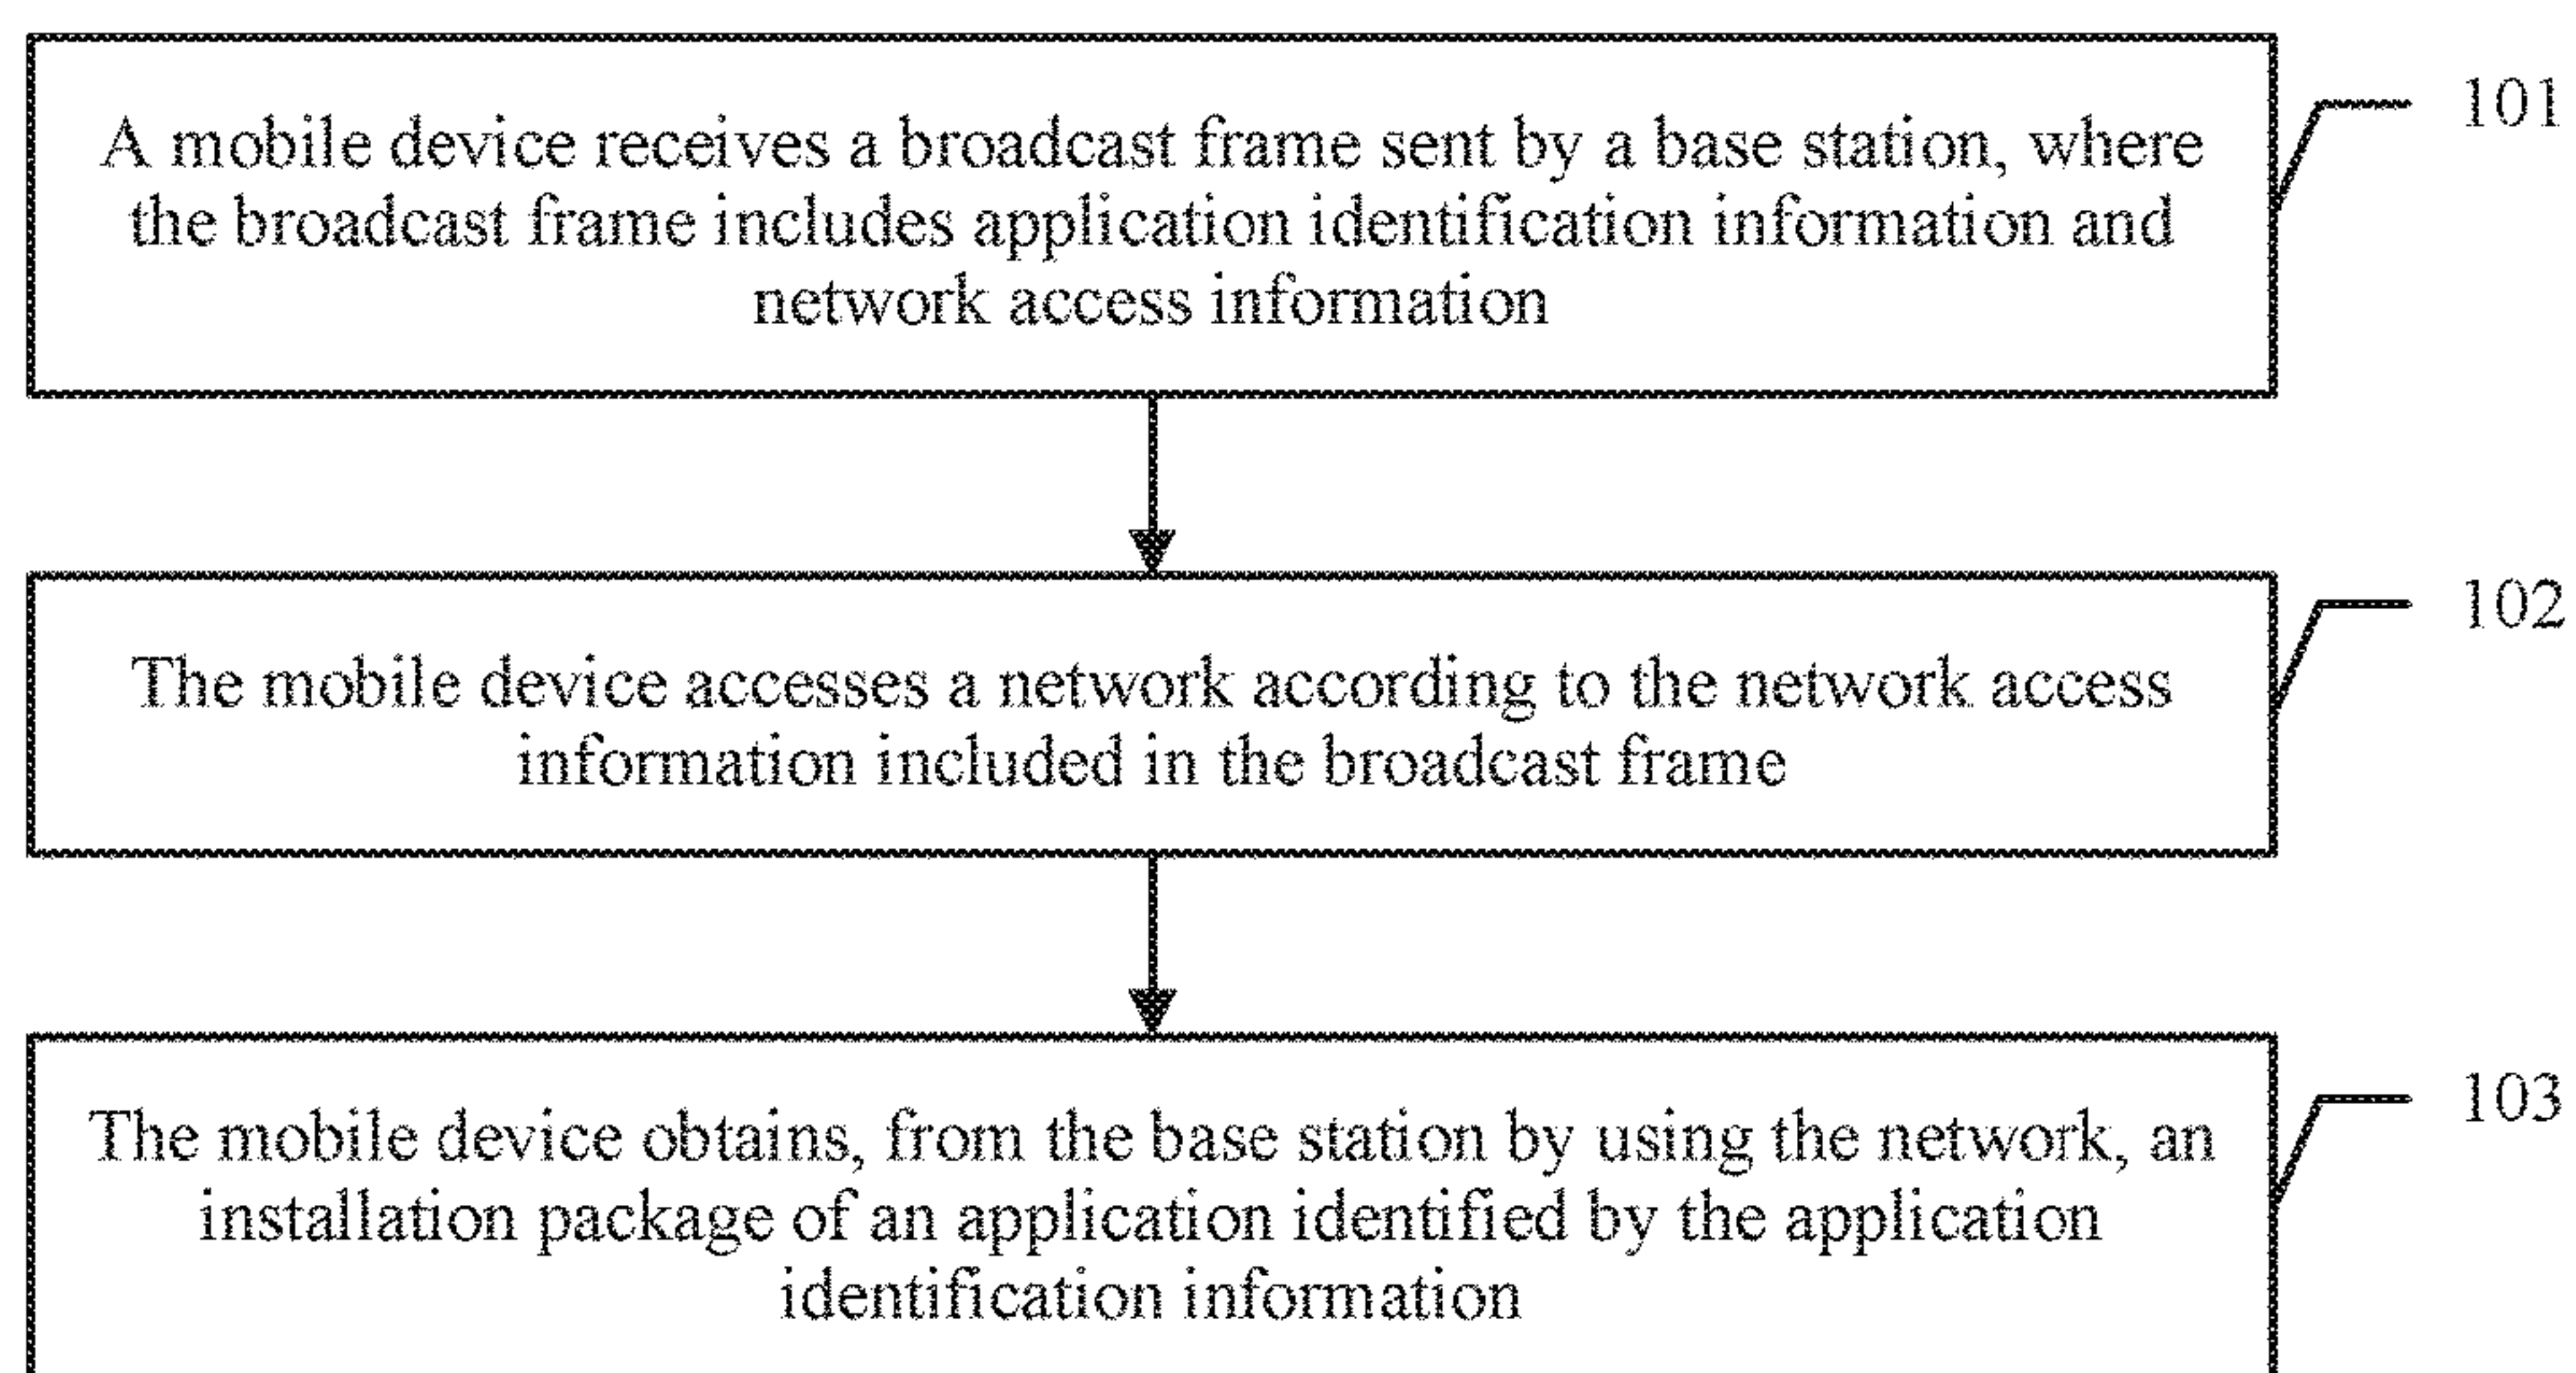 A mobile device receives a broadcast frame sent by a base station, where
the broadcast frame includes application identification information and
network access information
101
The mobile device accesses a network according to the network access
information included in the broadcast frame
102
The mobile device obtains, from the base station by using the network, an
installation package of an application identified by the application
identification information
103